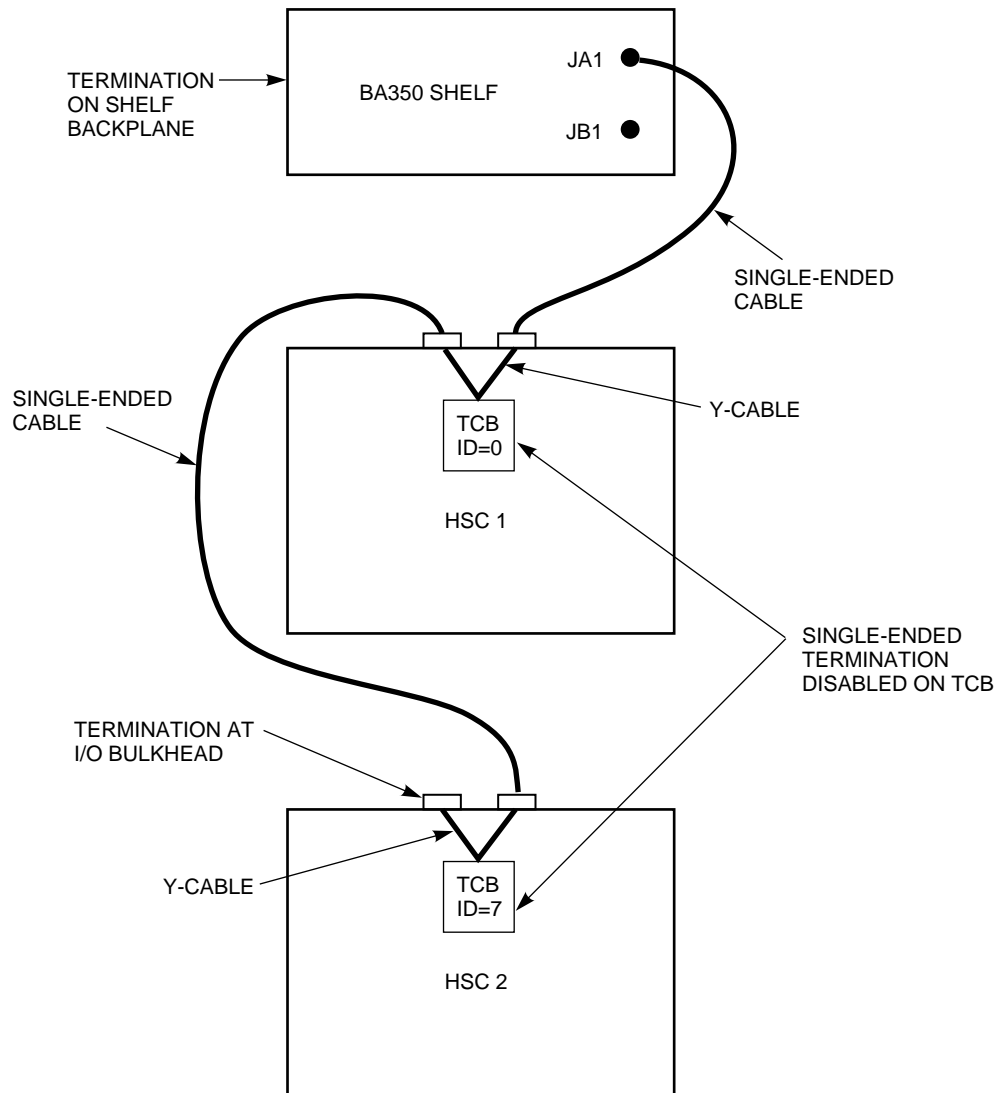 JA1
TERMINATION
ON SHELF
BACKPLANE
BA350 SHELF
JB1
SINGLE-ENDED
CABLE
SINGLE-ENDED
CABLE
Y-CABLE
TCB
ID=0
HSC 1
SINGLE-ENDED
TERMINATION
DISABLED ON TCB
TERMINATION AT
I/O BULKHEAD
Y-CABLE
TCB
ID=7
HSC 2